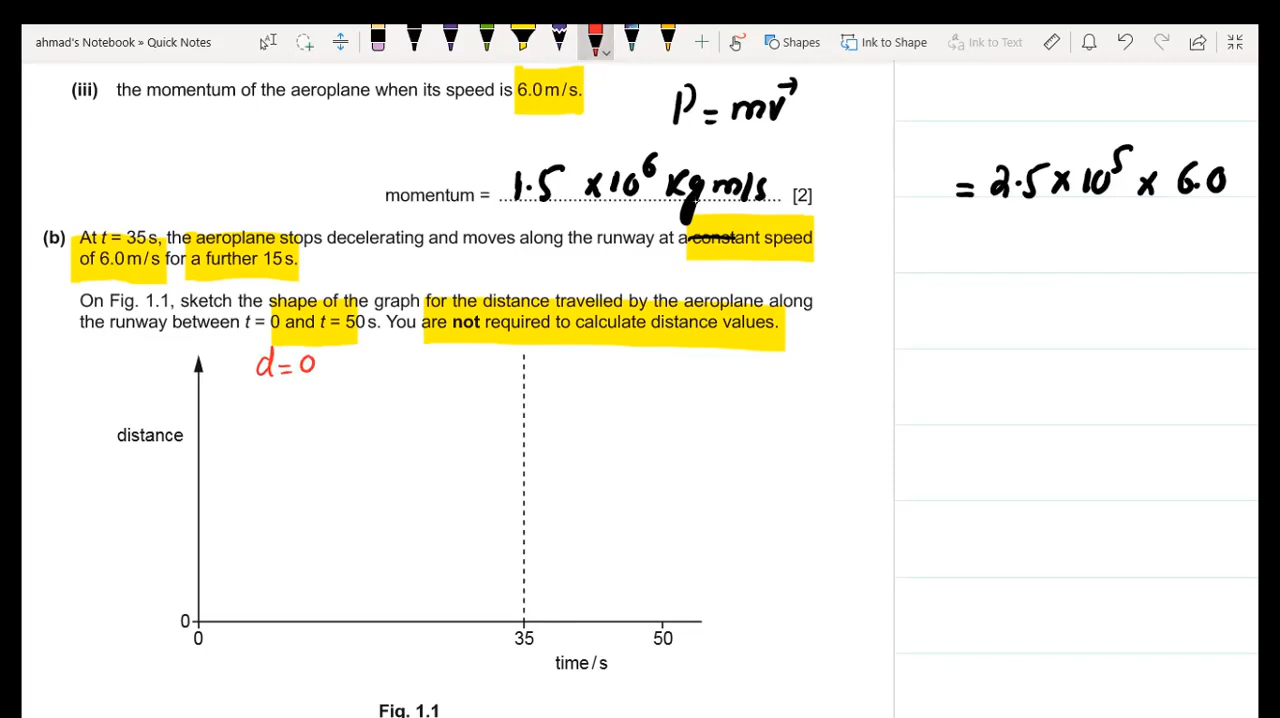 ahmad's Notebook » Quick Notes
Shapes
Ink to Shape
Ink to Text
(iii) the momentum of the aeroplane when its speed is 6.0 m/s.
P = mv
momentum = 1.5 ×10⁶ Kg m/s [2]
= 2.5 × 10⁵ × 6.0
(b) At t = 35 s, the aeroplane stops decelerating and moves along the runway at a constant speed
of 6.0 m/s for a further 15 s.
On Fig. 1.1, sketch the shape of the graph for the distance travelled by the aeroplane along
the runway between t = 0 and t = 50 s. You are not required to calculate distance values.
d = 0
distance
0
0 35 50
time / s
Fig. 1.1